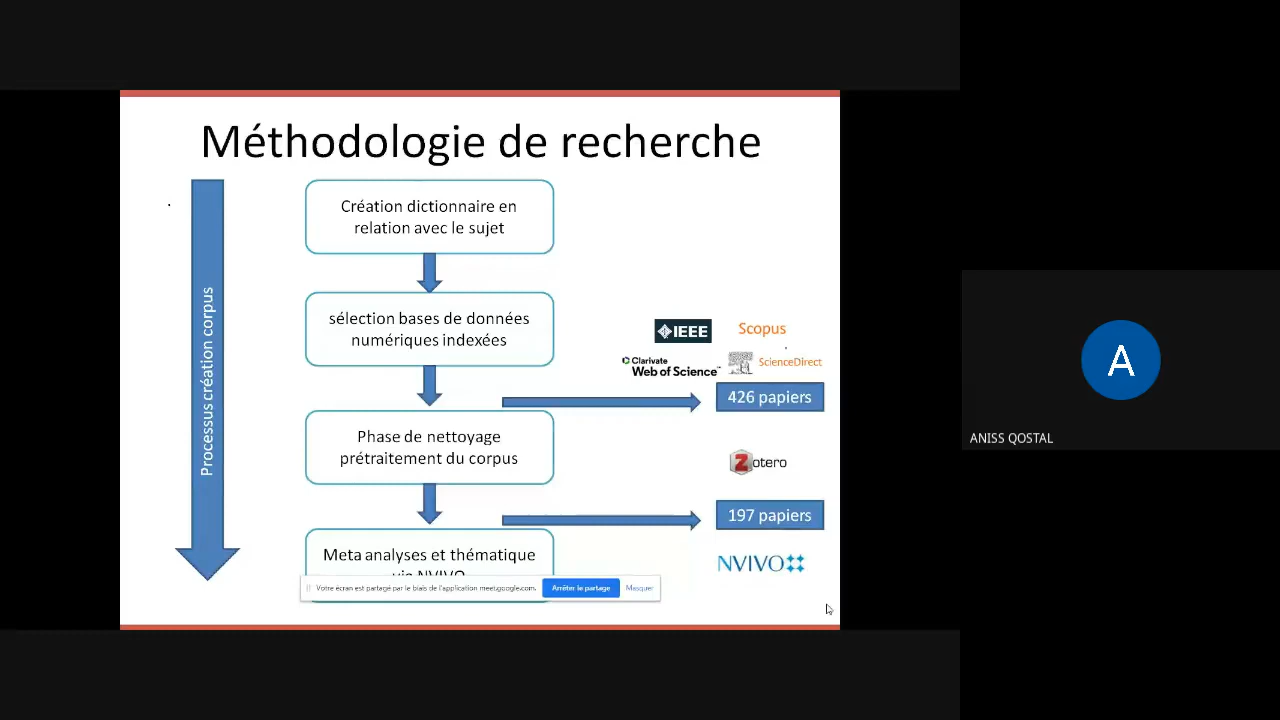 Méthodologie de recherche
Processus création corpus
Création dictionnaire en
relation avec le sujet
sélection bases de données
numériques indexées
IEEE
Scopus
Clarivate
Web of Science™
ScienceDirect
426 papiers
Phase de nettoyage
prétraitement du corpus
Zotero
197 papiers
Meta analyses et thématique
via NVIVO
NVIVO
Votre écran est partagé par le biais de l'application meet.google.com.
Arrêter le partage
Masquer
A
ANISS QOSTAL